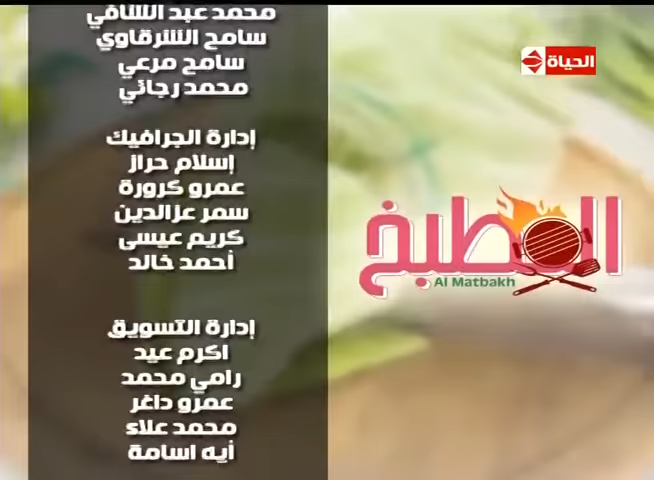 محمد عبد الشافي
سامح الشرقاوي
سامح مرعي
محمد رجائي
إدارة الجرافيك
إسلام حراز
عمرو كرورة
سمر عزالدين
كريم عيسى
أحمد خالد
إدارة التسويق
اكرم عيد
رامي محمد
عمرو داغر
محمد علاء
أيه اسامة
الحياة
المطبخ
Al Matbakh